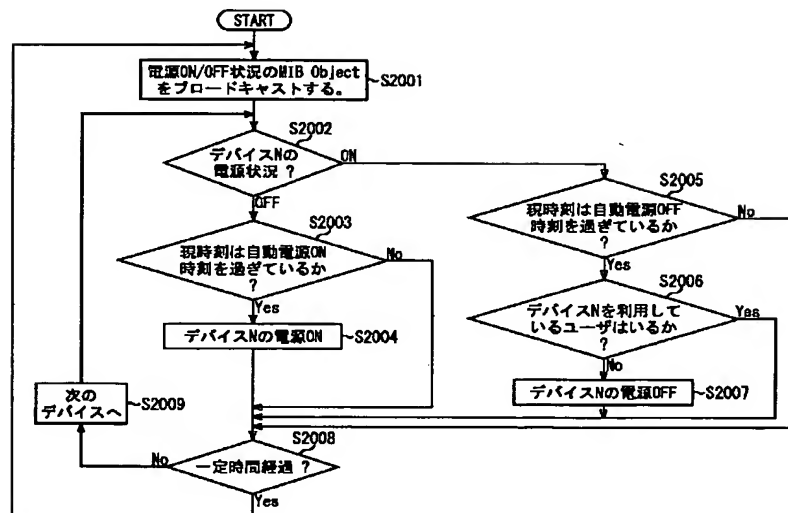 START
電源ON/OFF状況のMIB Object
をブロードキャストする。
S2001
S2002
デバイスNの
電源状況 ?
ON
OFF
S2003
現時刻は自動電源ON
時刻を過ぎているか
?
No
Yes
デバイスNの電源ON
S2004
S2005
現時刻は自動電源OFF
時刻を過ぎているか
?
No
Yes
S2006
デバイスNを利用して
いるユーザはいるか
?
Yes
No
デバイスNの電源OFF
S2007
次の
デバイスへ
S2009
S2008
一定時間経過 ?
No
Yes